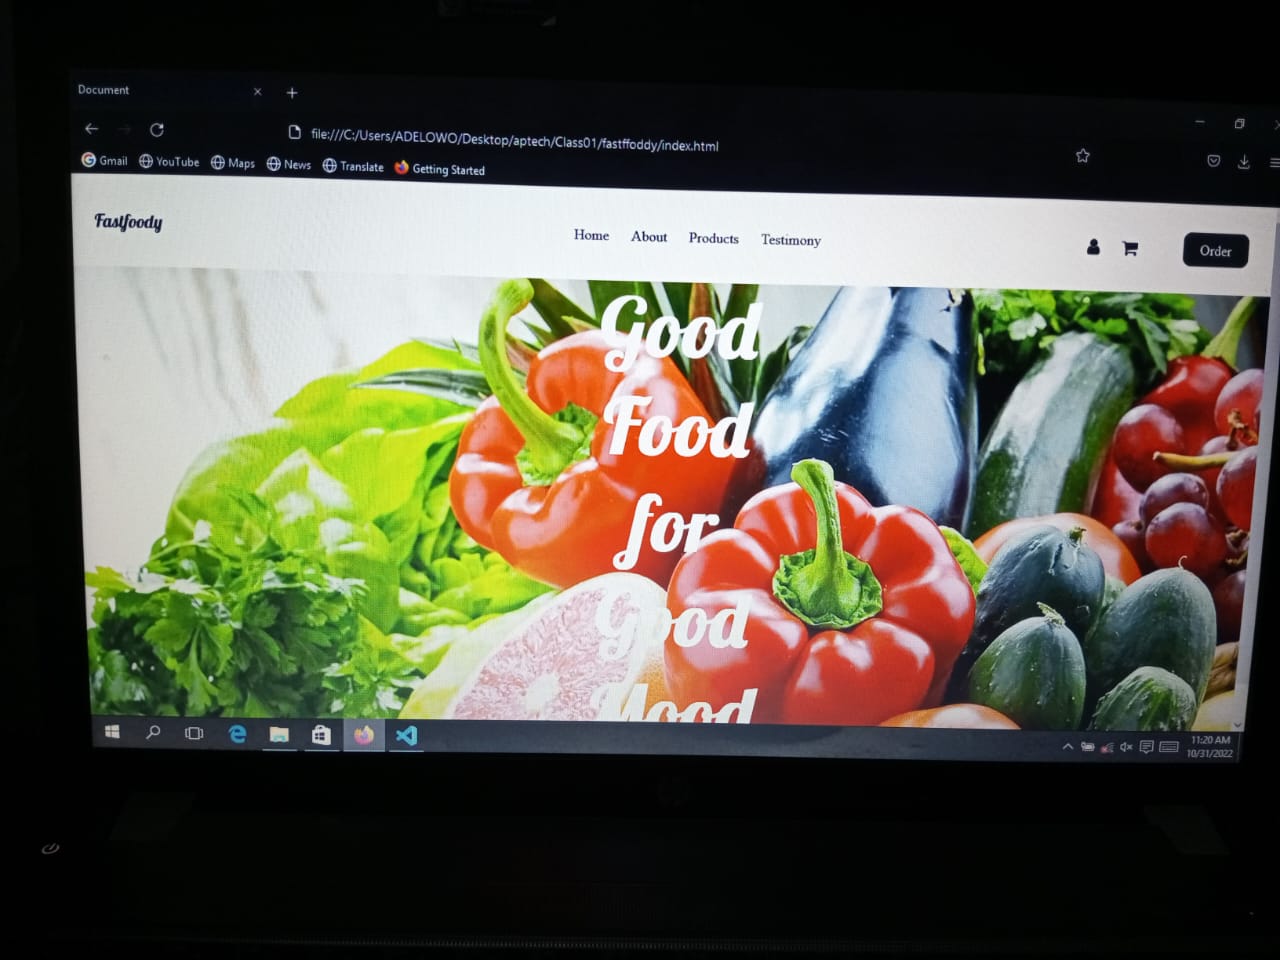 Document
file:///C:/Users/ADELOWO/Desktop/aptech/Class01/fastffoddy/index.html
Gmail YouTube Maps News Translate Getting Started
Fastfoody
Home About Products Testimony
Order
Good
Food
for
Good
Mood
11:20 AM
10/31/2022